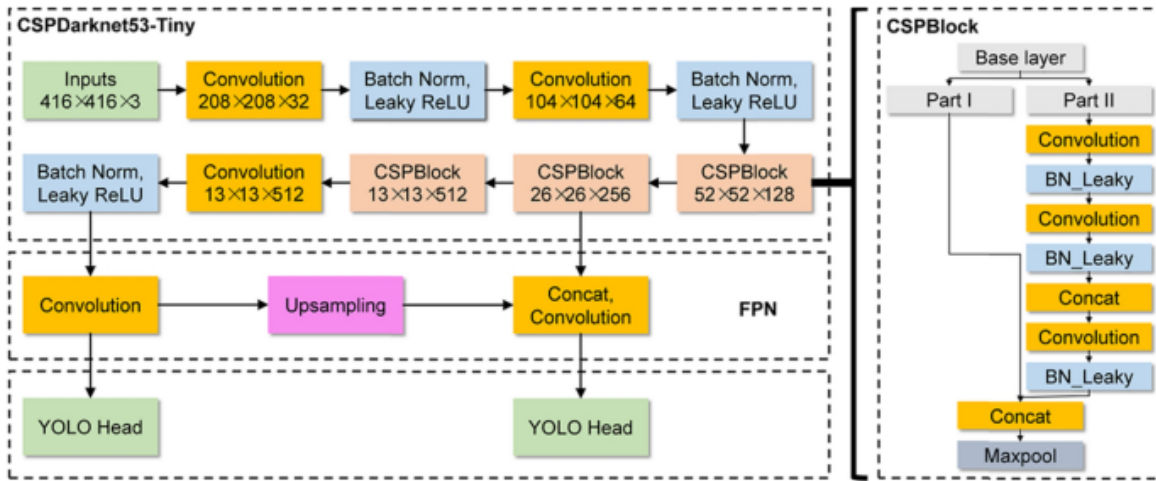 CSPDarknet53-Tiny
Inputs
416×416×3
Convolution
208×208×32
Batch Norm,
Leaky ReLU
Convolution
104×104×64
Batch Norm,
Leaky ReLU
Batch Norm,
Leaky ReLU
Convolution
13×13×512
CSPBlock
13×13×512
CSPBlock
26×26×256
CSPBlock
52×52×128
Convolution
Upsampling
Concat,
Convolution
FPN
YOLO Head
YOLO Head
CSPBlock
Base layer
Part I
Part II
Convolution
BN_Leaky
Convolution
BN_Leaky
Concat
Convolution
BN_Leaky
Concat
Maxpool